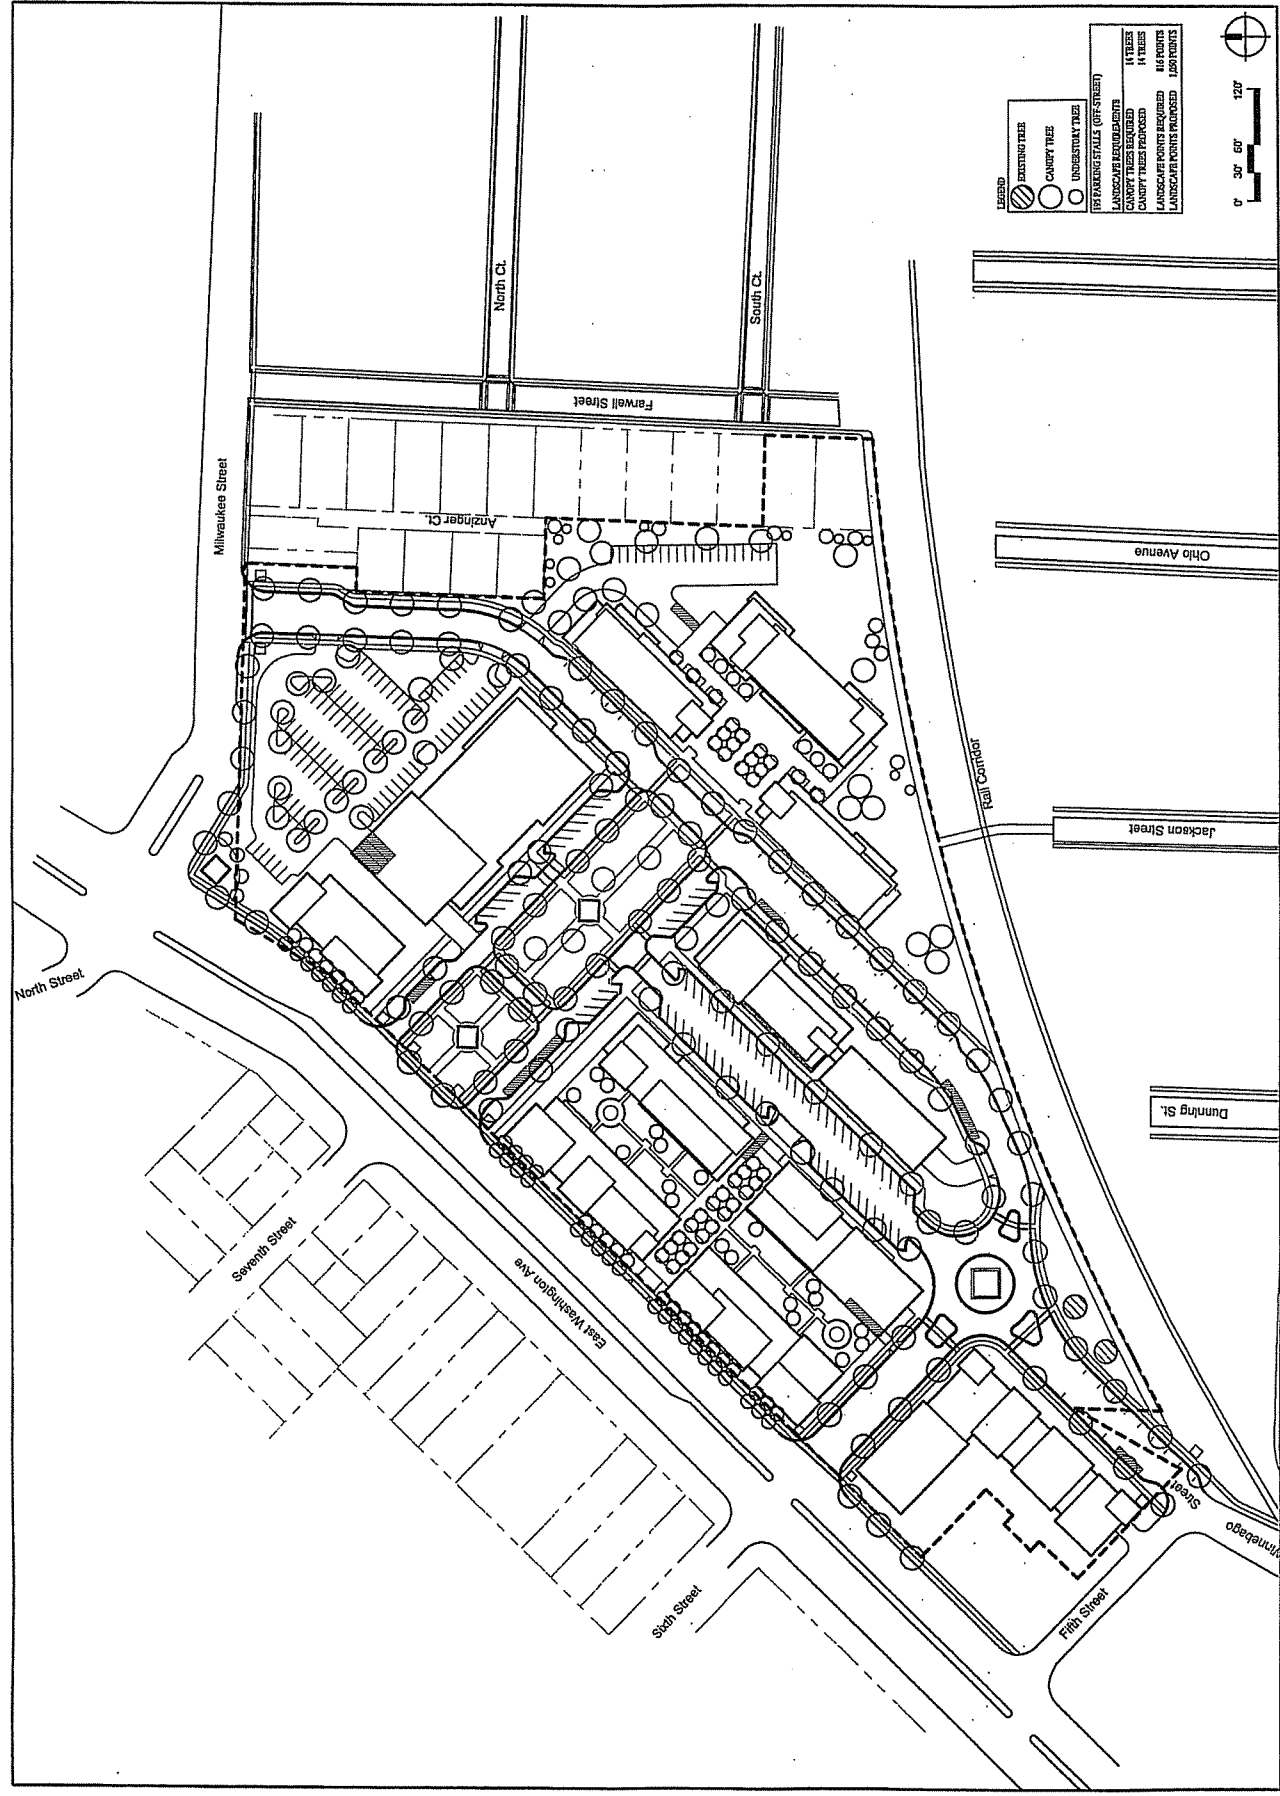 LEGEND
EXISTING TREE
CANOPY TREE
UNDERSTORY TREE
195 PARKING STALLS (OFF-STREET)
LANDSCAPE REQUIREMENTS
CANOPY TREES REQUIRED 14 TREES
CANOPY TREES PROPOSED 14 TREES
LANDSCAPE POINTS REQUIRED 816 POINTS
LANDSCAPE POINTS PROPOSED 1,050 POINTS
0' 30' 60' 120'
North Ct.
South Ct.
Farwell Street
Milwaukee Street
Anzinger Ct.
Ohio Avenue
Rail Corridor
Jackson Street
North Street
Dunning St.
Seventh Street
East Washington Ave
Sixth Street
Fifth Street
Winnebago Street